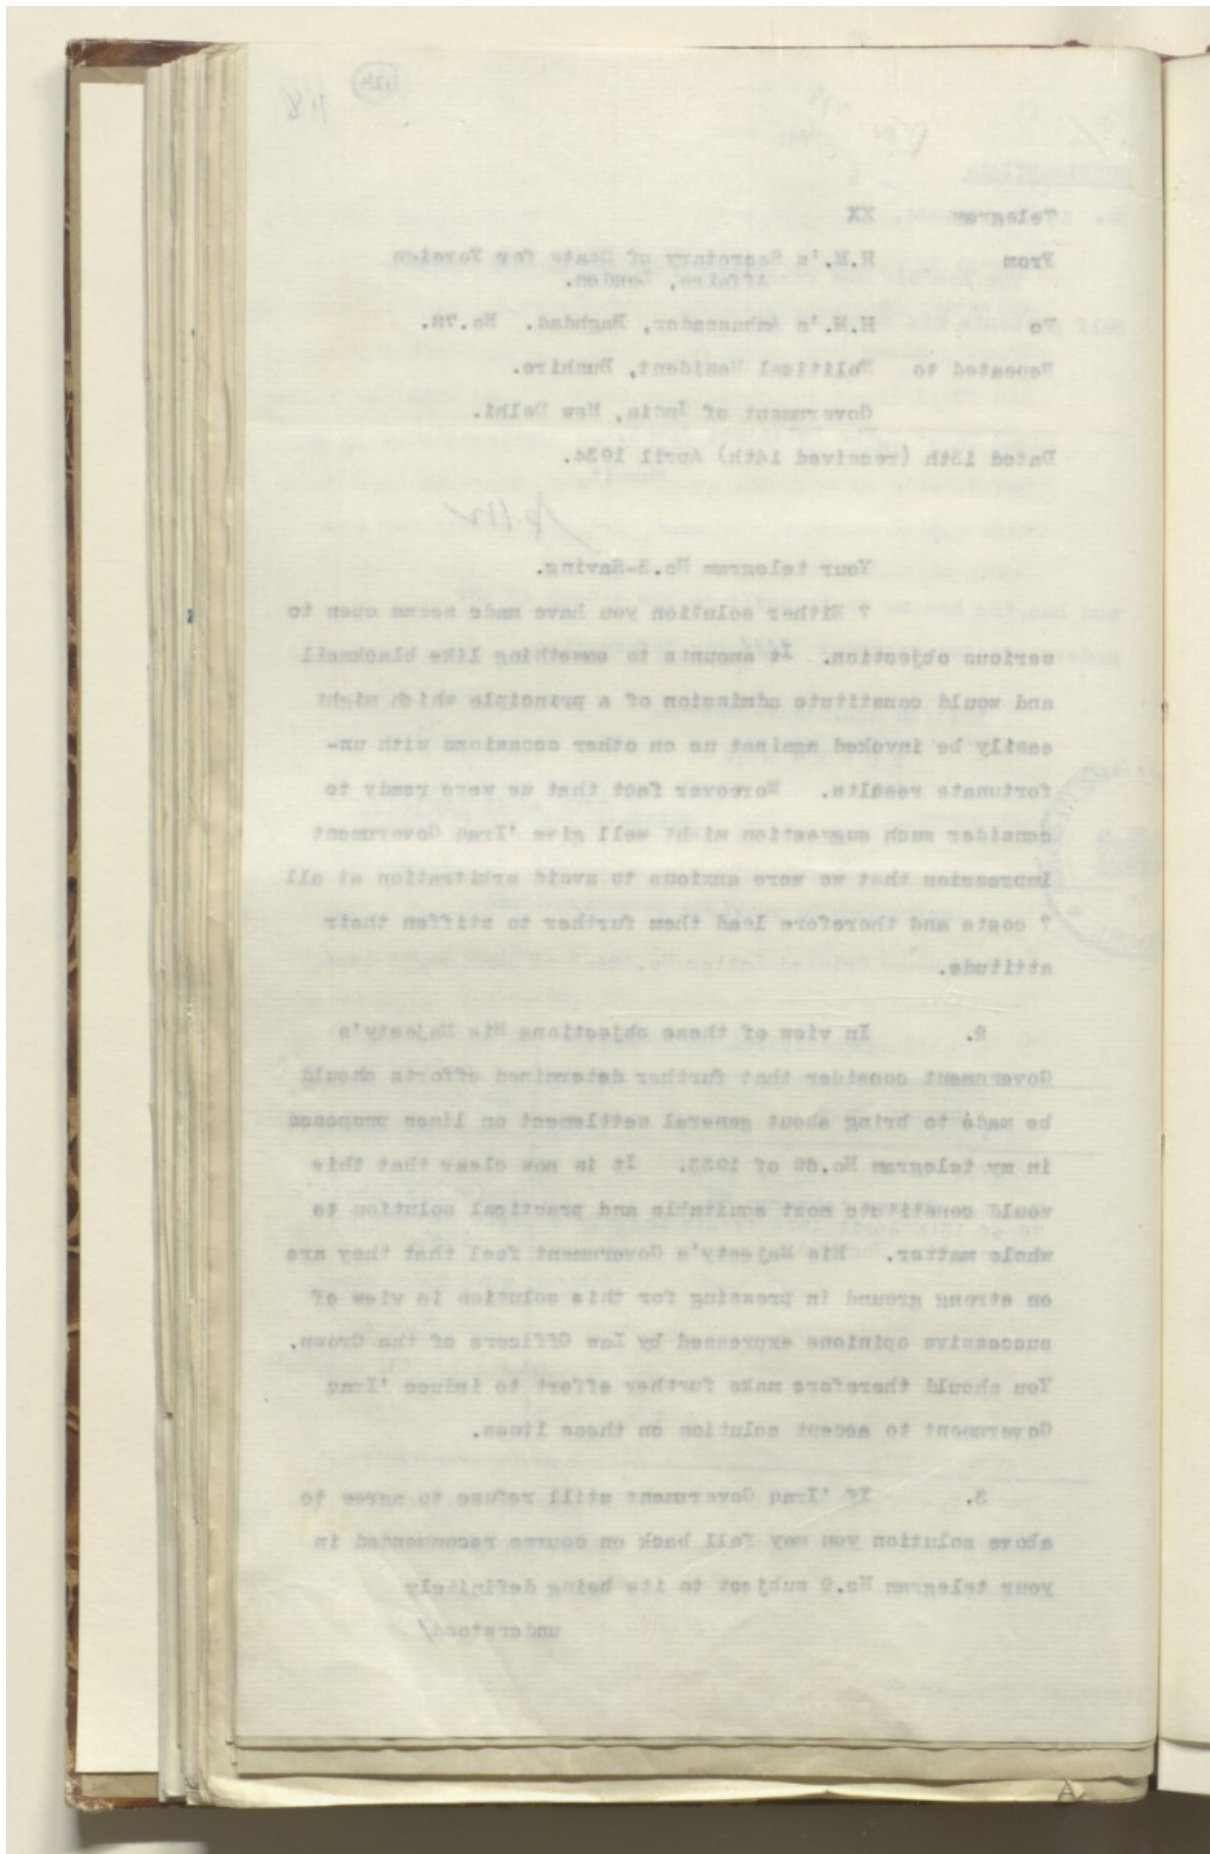 Telegram XX
From H.M.'s Secretary of State for Foreign
Affairs, London.
To H.M.'s Ambassador, Baghdad. No.78.
Repeated to Political Resident, Bushire.
Government of India, New Delhi.
Dated 13th (received 14th) April 1934.
Your telegram No.3-Saving.
? Either solution you have made seems open to
serious objection. It amounts to something like blackmail
and would constitute admission of a principle which might
easily be invoked against us on other occasions with un-
fortunate results. Moreover fact that we were ready to
consider such suggestion might well give 'Iraq Government
impression that we were anxious to avoid arbitration at all
? costs and therefore lead them further to stiffen their
attitude.
2. In view of these objections His Majesty's
Government consider that further determined efforts should
be made to bring about general settlement on lines proposed
in my telegram No. of 1933. It is now clear that this
would constitute most equitable and practical solution to
whole matter. His Majesty's Government feel that they are
on strong ground in pressing for this solution in view of
successive opinions expressed by Law Officers of the Crown.
You should therefore make further effort to induce 'Iraq
Government to accept solution on these lines.
3. If 'Iraq Government still refuse to agree to
above solution you may fall back on course recommended in
your telegram No.9 subject to its being definitely
understood/
A